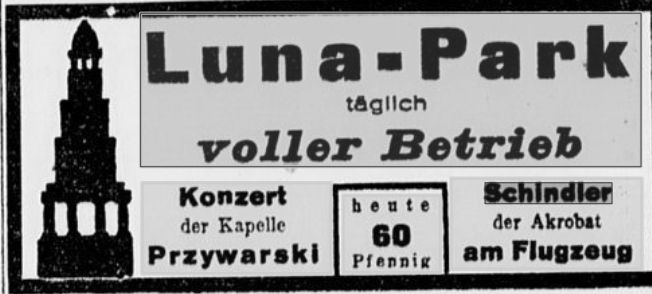 Luna-Park
täglich
voller Betrieb
Konzert
der Kapelle
Przywarski
heute
60
Pfennig
Schindler
der Akrobat
am Flugzeug